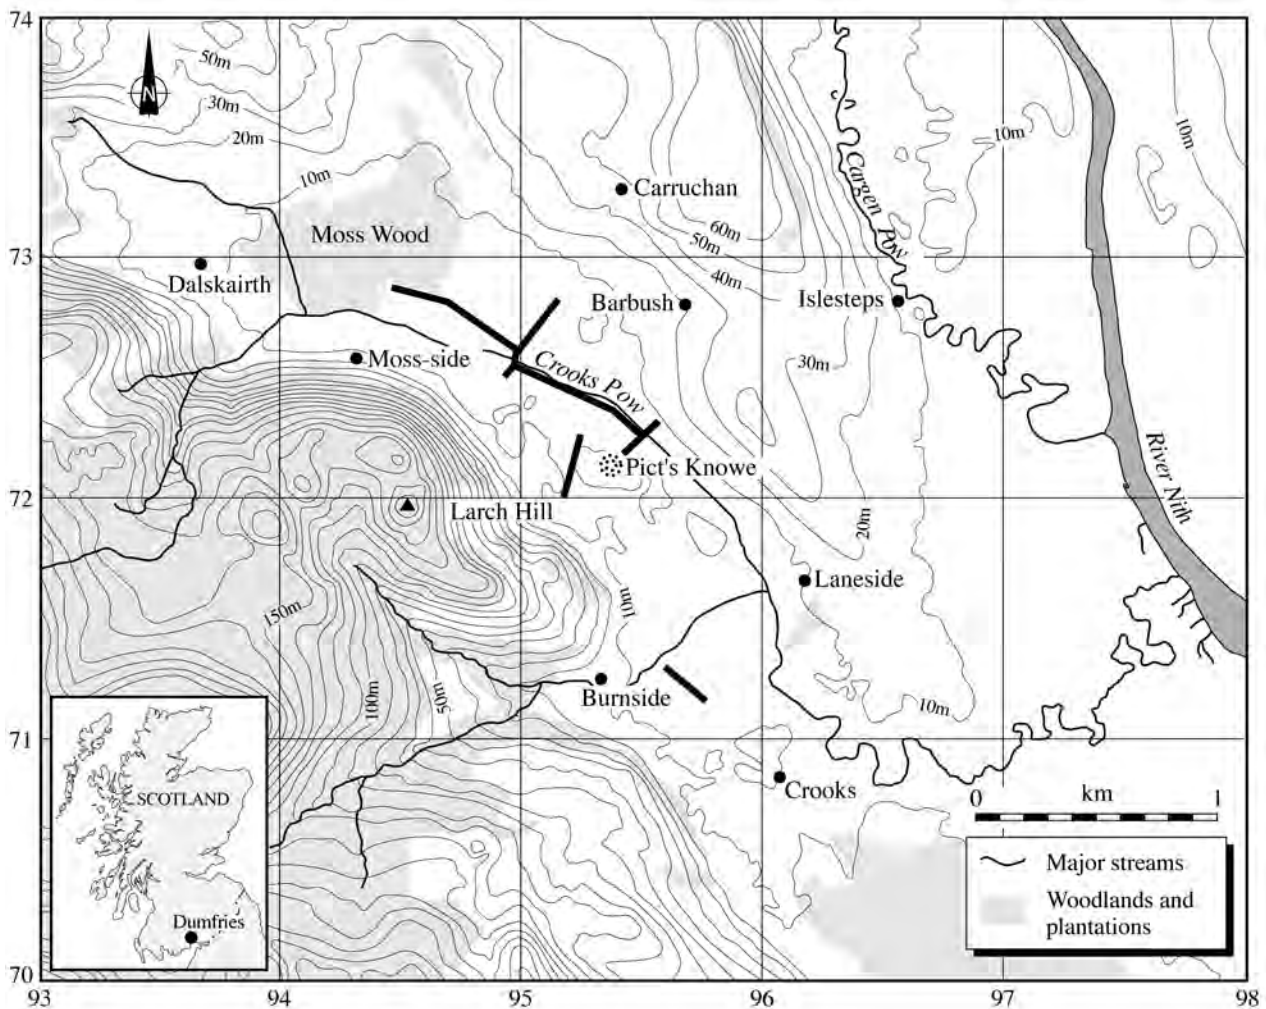 74
50m
N
30m
20m
10m
Carruchan
Cargen Pow
10m
10m
Moss Wood
60m
50m
40m
73
Dalskairth
Barbush
Islesteps
Moss-side
Crooks Pow
30m
Pict's Knowe
River Nith
72
Larch Hill
20m
Laneside
150m
10m
100m
50m
Burnside
10m
71
SCOTLAND
Dumfries
Crooks
0 km 1
Major streams
Woodlands and
plantations
70
93 94 95 96 97 98